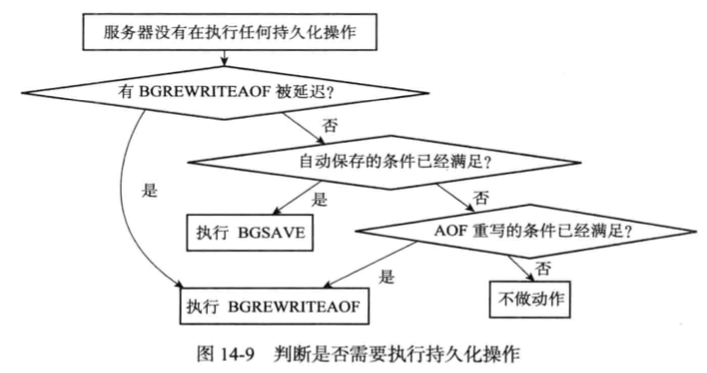 服务器没有在执行任何持久化操作
有 BGREWRITEAOF 被延迟？
否
自动保存的条件已经满足？
是
是
否
执行 BGSAVE
AOF 重写的条件已经满足？
是
否
执行 BGREWRITEAOF
不做动作
图 14-9 判断是否需要执行持久化操作